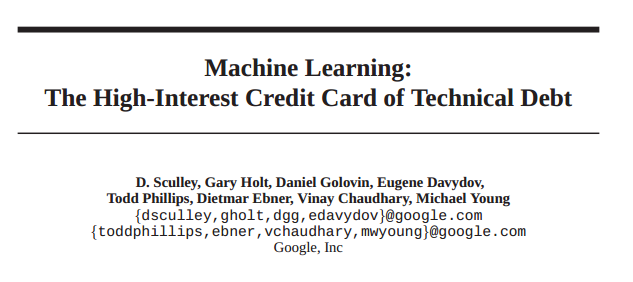 Machine Learning:
The High-Interest Credit Card of Technical Debt
D. Sculley, Gary Holt, Daniel Golovin, Eugene Davydov,
Todd Phillips, Dietmar Ebner, Vinay Chaudhary, Michael Young
{dsculley,gholt,dgg,edavydov}@google.com
{toddphillips,ebner,vchaudhary,mwyoung}@google.com
Google, Inc